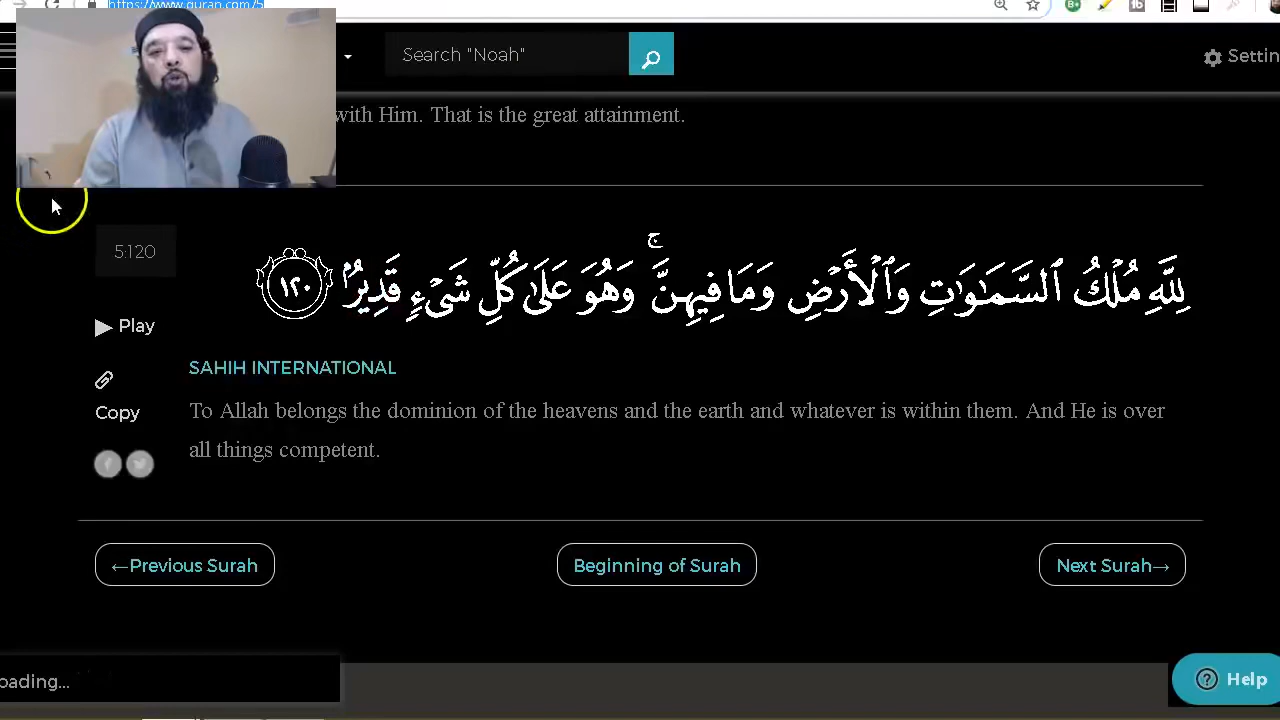 https://www.quran.com/5
Search "Noah"
Settin
with Him. That is the great attainment.
5:120
لِلَّهِ مُلْكُ ٱلسَّمَـٰوَٰتِ وَٱلْأَرْضِ وَمَا فِيهِنَّ ۚ وَهُوَ عَلَىٰ كُلِّ شَىْءٍ قَدِيرٌۢ ١٢٠
Play
SAHIH INTERNATIONAL
Copy
To Allah belongs the dominion of the heavens and the earth and whatever is within them. And He is over
all things competent.
←Previous Surah
Beginning of Surah
Next Surah→
oading...
? Help